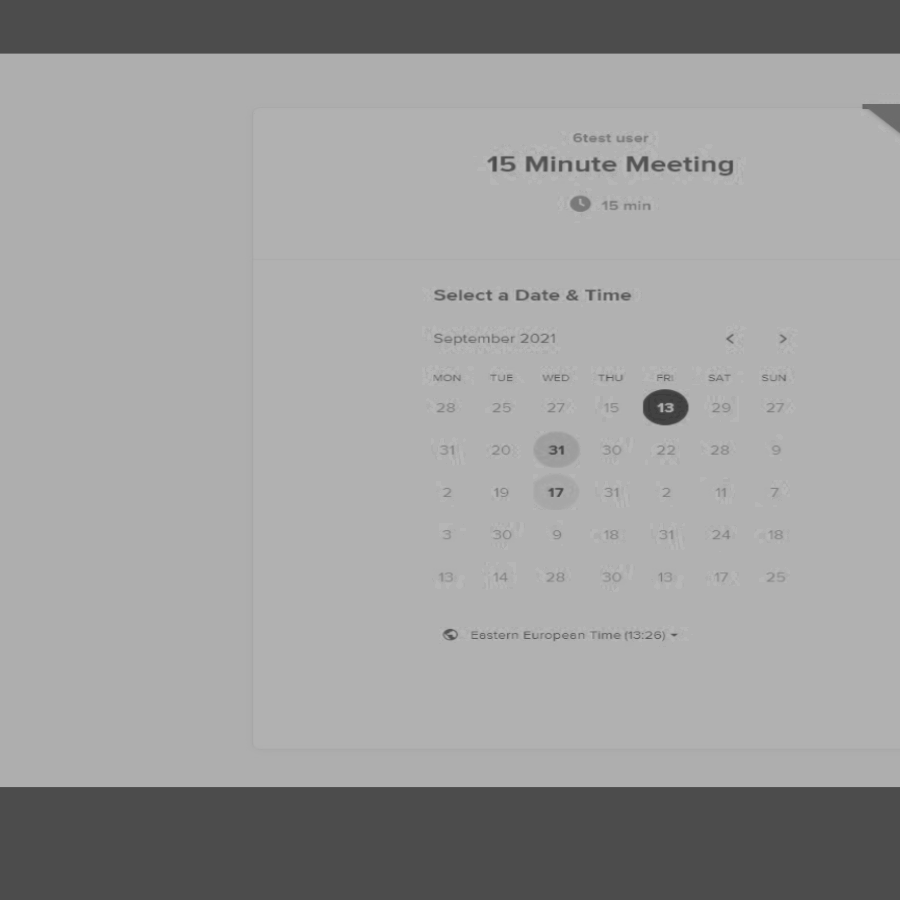 6test user
15 Minute Meeting
15 min
Select a Date & Time
September 2021 < >
MON TUE WED THU FRI SAT SUN
28 25 27 15 13 29 27
31 20 31 30 22 28 9
2 19 17 31 2 11 7
3 30 9 18 31 24 18
13 14 28 30 13 17 25
Eastern European Time (13:26)